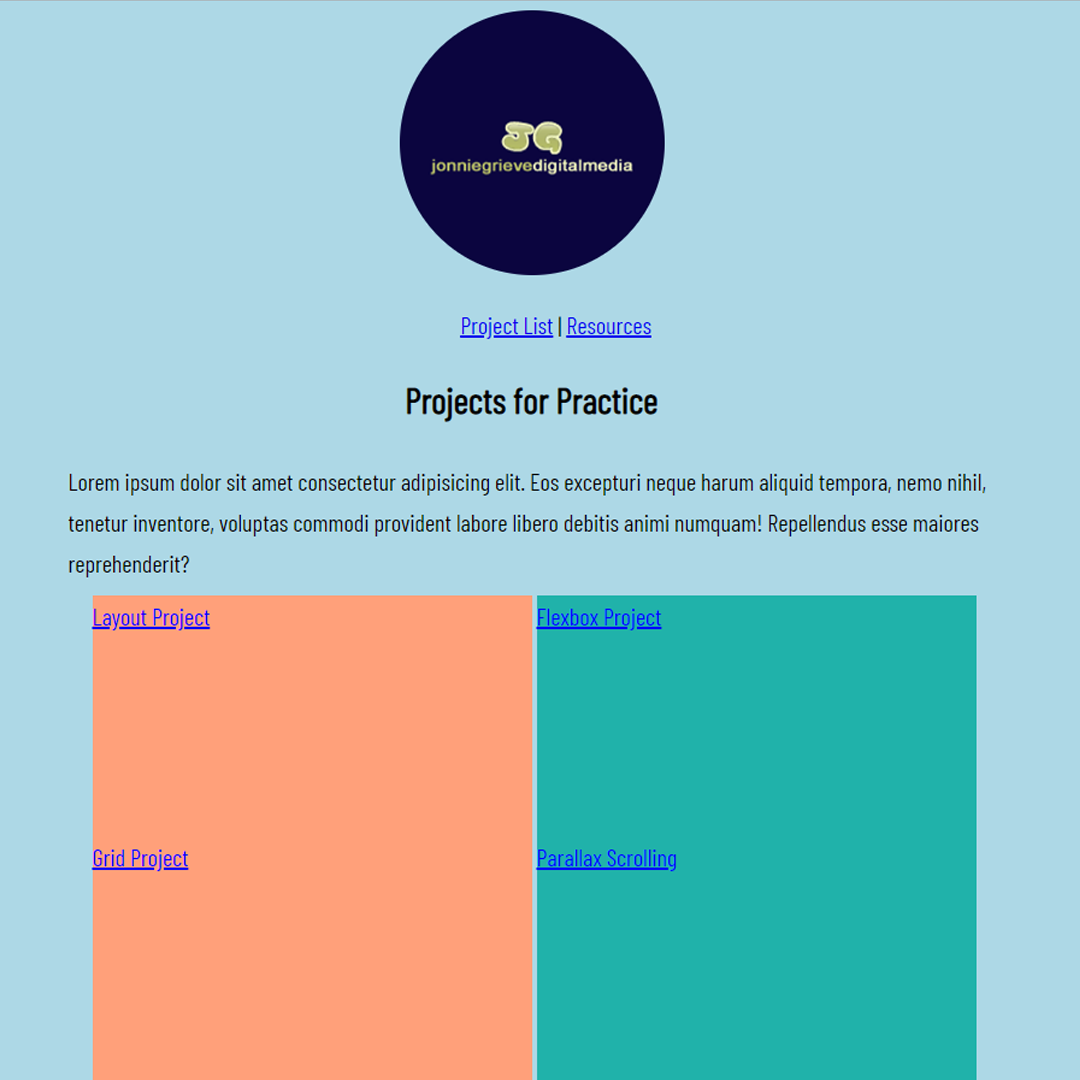 JG
jonniegrievedigitalmedia
Project List | Resources
Projects for Practice
Lorem ipsum dolor sit amet consectetur adipisicing elit. Eos excepturi neque harum aliquid tempora, nemo nihil,
tenetur inventore, voluptas commodi provident labore libero debitis animi numquam! Repellendus esse maiores
reprehenderit?
Layout Project
Flexbox Project
Grid Project
Parallax Scrolling